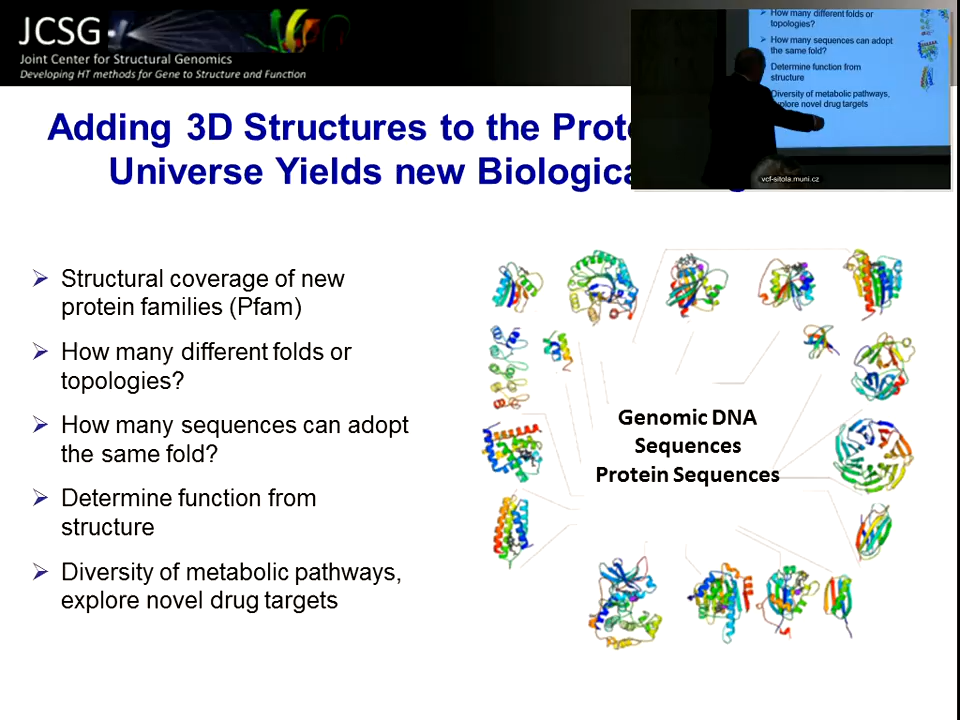 JCSG
Joint Center for Structural Genomics
Developing HT methods for Gene to Structure and Function
How many different folds or
topologies?
How many sequences can adopt
the same fold?
Determine function from
structure
Diversity of metabolic pathways,
explore novel drug targets
vcf-sitola.muni.cz
Adding 3D Structures to the
Universe Yields new
Structural coverage of new
protein families (Pfam)
How many different folds or
topologies?
How many sequences can adopt
the same fold?
Determine function from
structure
Diversity of metabolic pathways,
explore novel drug targets
Genomic DNA
Sequences
Protein Sequences